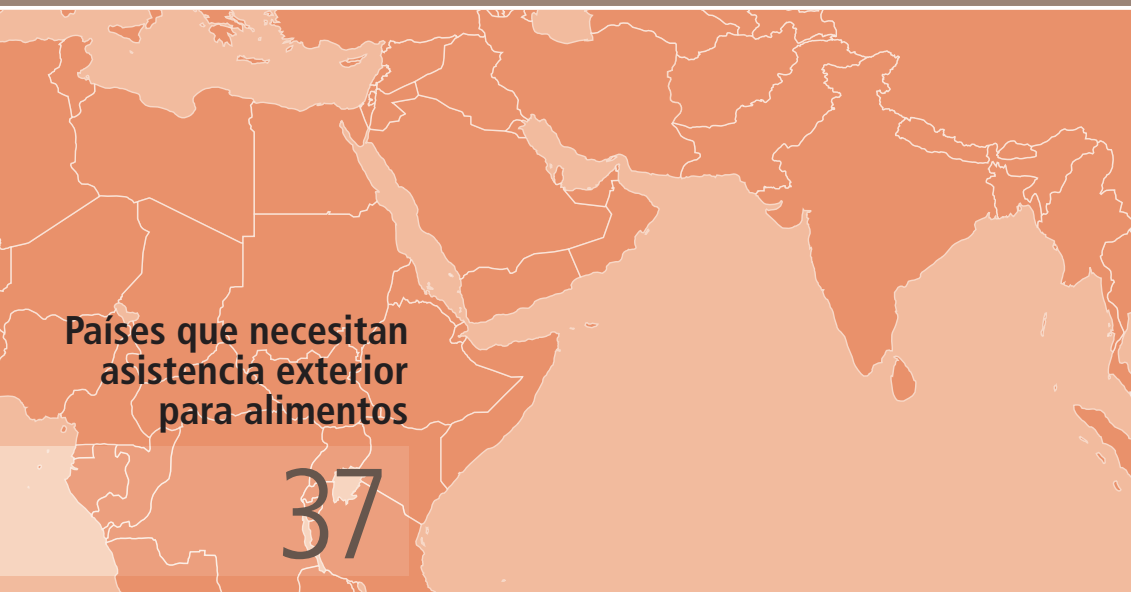 Países que necesitan
asistencia exterior
para alimentos
37